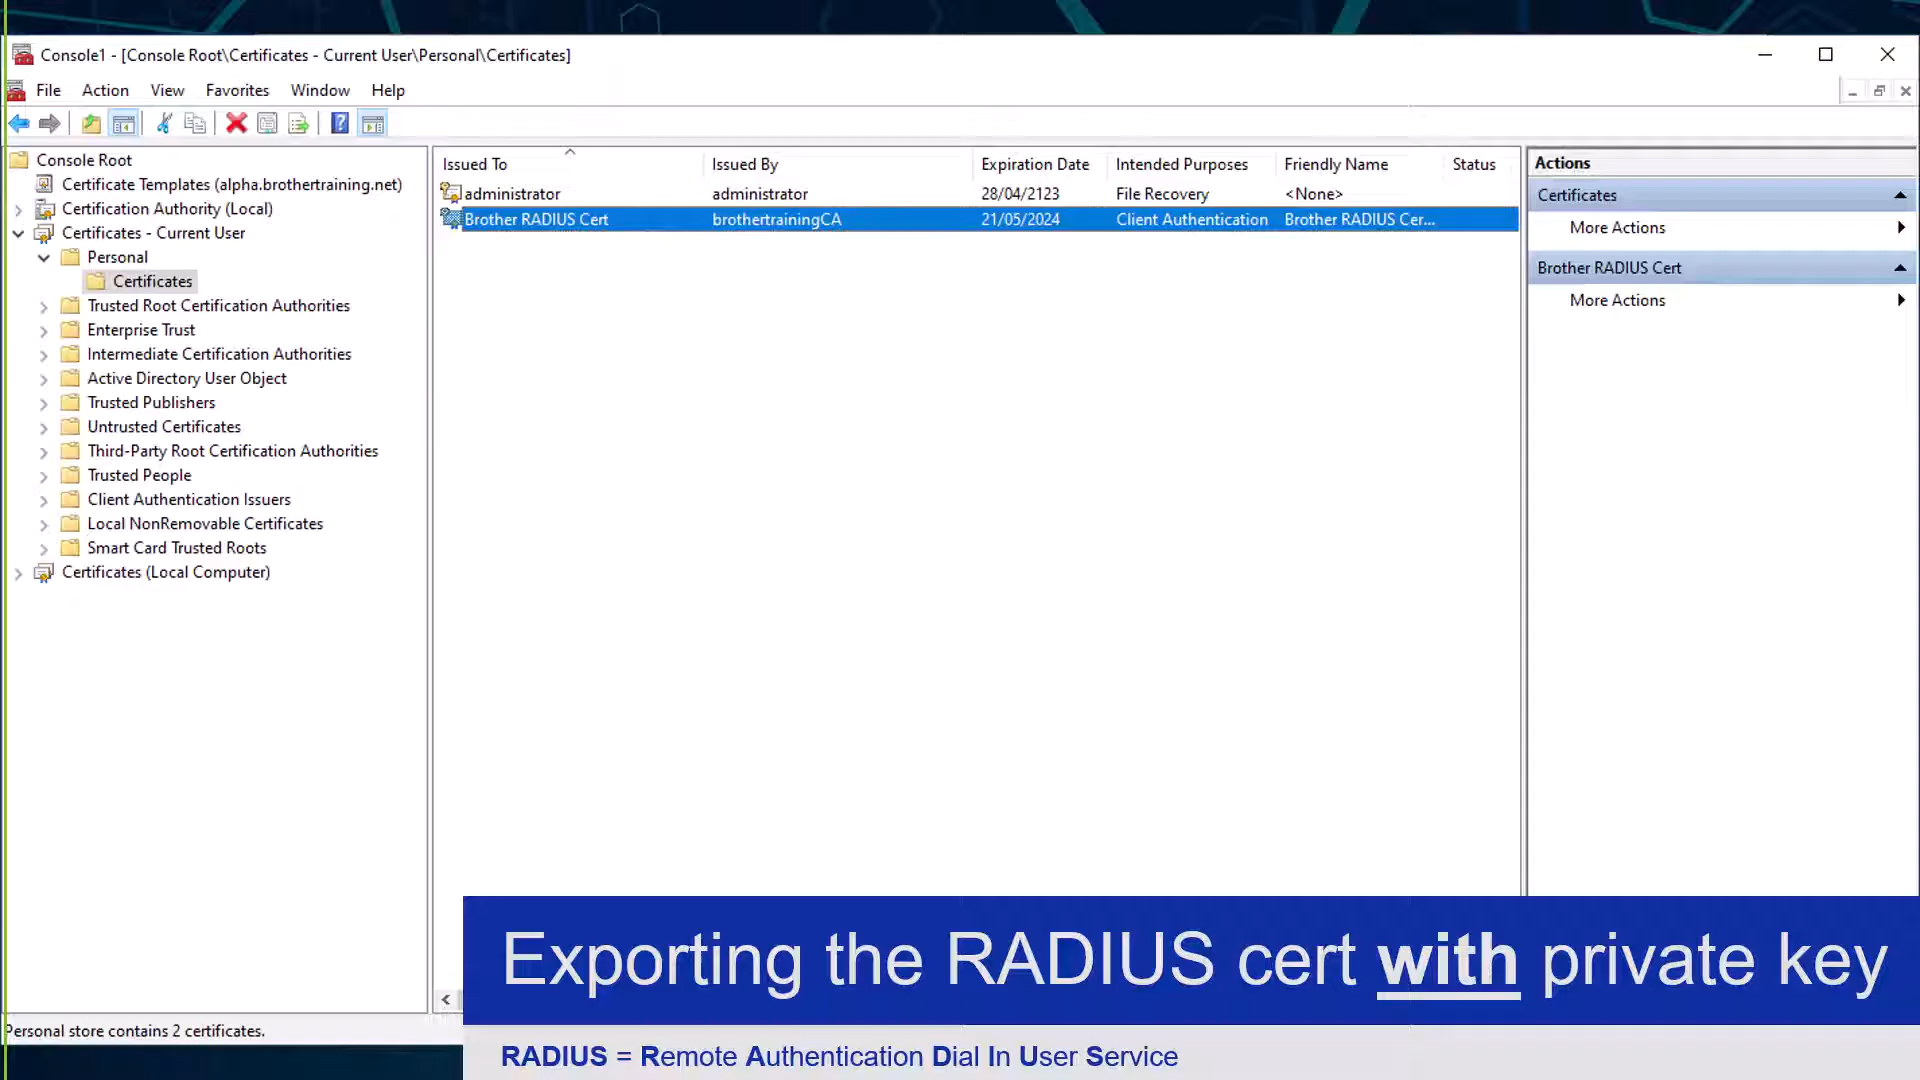 Console1 - [Console Root\Certificates - Current User\Personal\Certificates]
File Action View Favorites Window Help
Console Root
Certificate Templates (alpha.brothertraining.net)
Certification Authority (Local)
Certificates - Current User
Personal
Certificates
Trusted Root Certification Authorities
Enterprise Trust
Intermediate Certification Authorities
Active Directory User Object
Trusted Publishers
Untrusted Certificates
Third-Party Root Certification Authorities
Trusted People
Client Authentication Issuers
Local NonRemovable Certificates
Smart Card Trusted Roots
Certificates (Local Computer)
Issued To Issued By Expiration Date Intended Purposes Friendly Name Status
administrator administrator 28/04/2123 File Recovery <None>
Brother RADIUS Cert brothertrainingCA 21/05/2024 Client Authentication Brother RADIUS Cer...
Actions
Certificates
More Actions
Brother RADIUS Cert
More Actions
Personal store contains 2 certificates.
Exporting the RADIUS cert with private key
RADIUS = Remote Authentication Dial In User Service